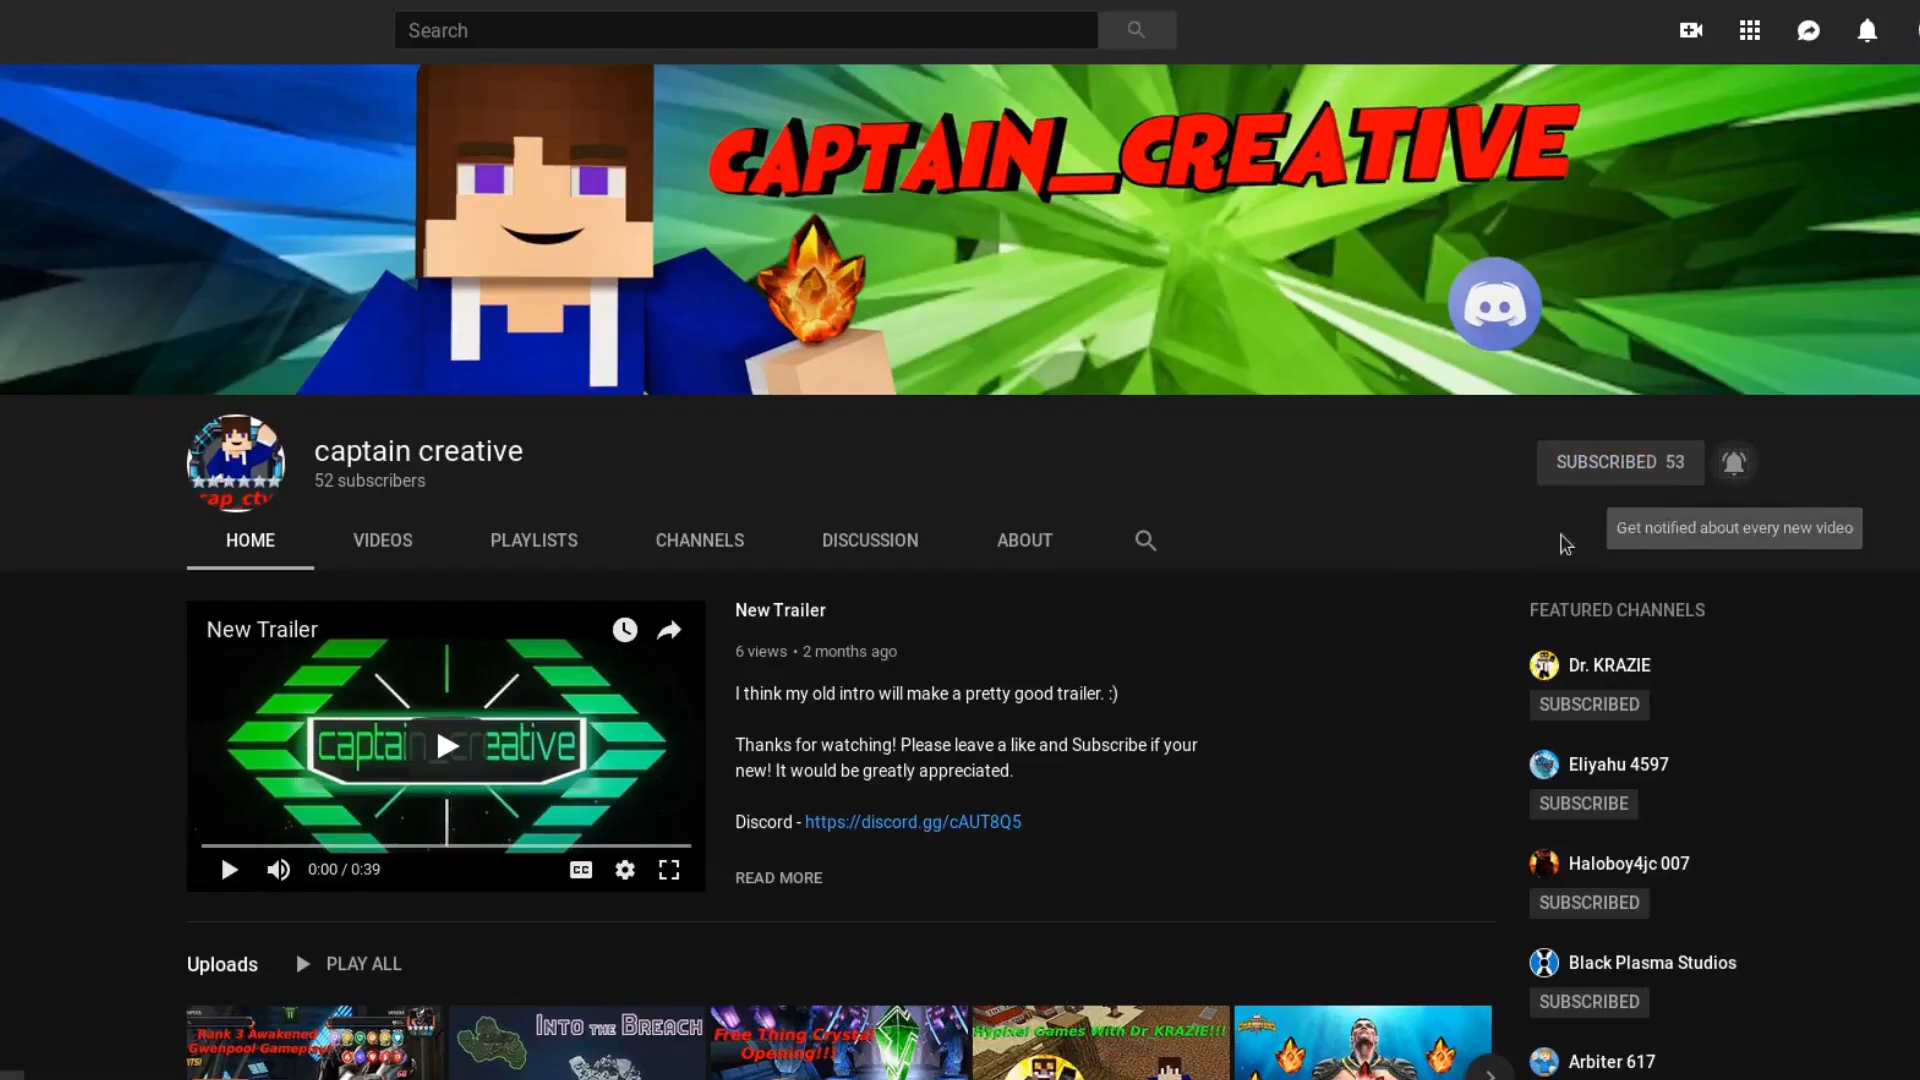 Search
CAPTAIN_CREATIVE
captain creative
52 subscribers
SUBSCRIBED 53
Get notified about every new video
HOME VIDEOS PLAYLISTS CHANNELS DISCUSSION ABOUT
New Trailer
captain_creative
0:00 / 0:39
CC
New Trailer
6 views • 2 months ago
I think my old intro will make a pretty good trailer. :)
Thanks for watching! Please leave a like and Subscribe if your
new! It would be greatly appreciated.
Discord - https://discord.gg/cAUT8Q5
READ MORE
FEATURED CHANNELS
Dr. KRAZIE
SUBSCRIBED
Eliyahu 4597
SUBSCRIBE
Haloboy4jc 007
SUBSCRIBED
Black Plasma Studios
SUBSCRIBED
Arbiter 617
Uploads PLAY ALL
Rank 3 Awakened
Gwenpool Gameplay
INTO THE BREACH
Free Thing Crystal
Opening!!!
Hypixel Games With Dr_KRAZIE!!!